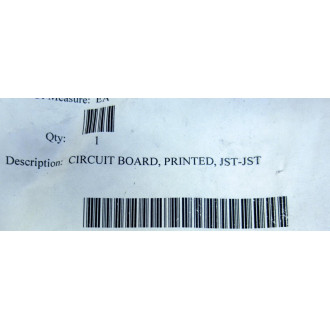 Measure: EA
Qty:
1
Description: CIRCUIT BOARD, PRINTED, JST-JST